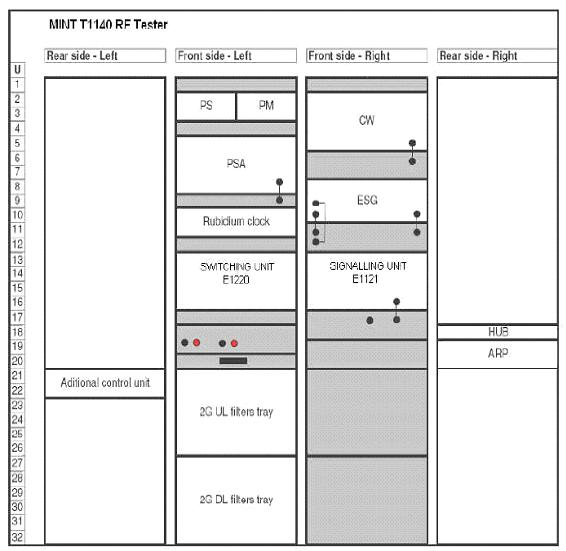 MINT T1140 RF Tester
Rear side - Left
Front side - Left
Front side - Right
Rear side - Right
U
1
2
3
4
5
6
7
8
9
10
11
12
13
14
15
16
17
18
19
20
21
22
23
24
25
26
27
28
29
30
31
32
Aditional control unit
PS
PM
PSA
Rubidium clock
SWITCHING UNIT
E1220
2G UL filters tray
2G DL filters tray
CW
ESG
SIGNALLING UNIT
E1121
HUB
ARP